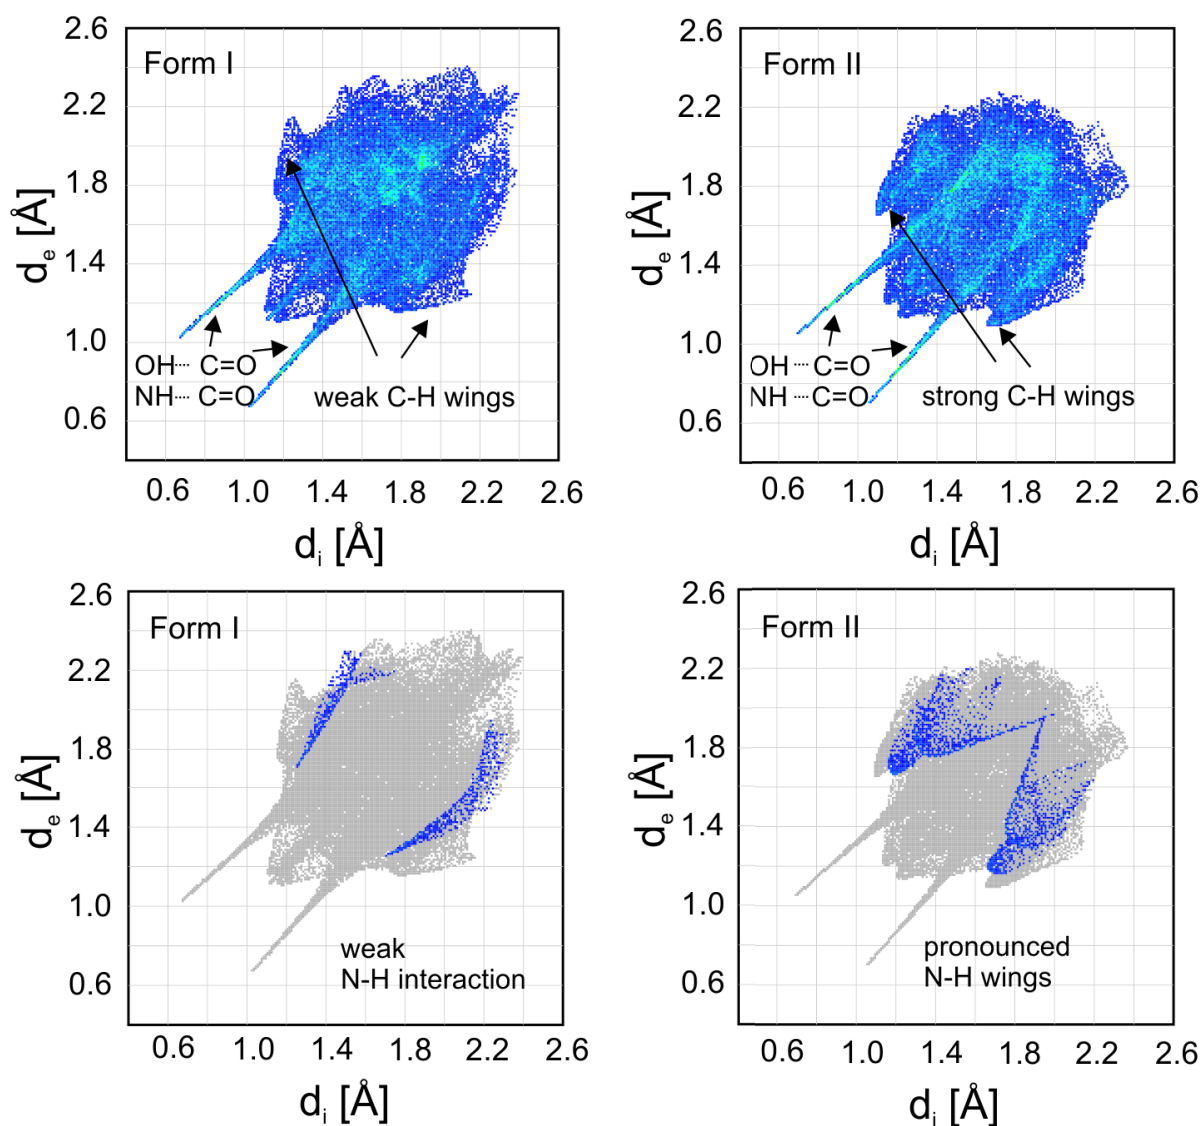 Form I
2.6
2.2
1.8
1.4
1.0
0.6
de [Å]
OH···· C=O
NH···· C=O
weak C-H wings
0.6 1.0 1.4 1.8 2.2 2.6
di [Å]
Form II
2.6
2.2
1.8
1.4
1.0
0.6
de [Å]
OH ···· C=O
NH ···· C=O
strong C-H wings
0.6 1.0 1.4 1.8 2.2 2.6
di [Å]
Form I
2.6
2.2
1.8
1.4
1.0
0.6
de [Å]
weak
N-H interaction
0.6 1.0 1.4 1.8 2.2 2.6
di [Å]
Form II
2.6
2.2
1.8
1.4
1.0
0.6
de [Å]
pronounced
N-H wings
0.6 1.0 1.4 1.8 2.2 2.6
di [Å]